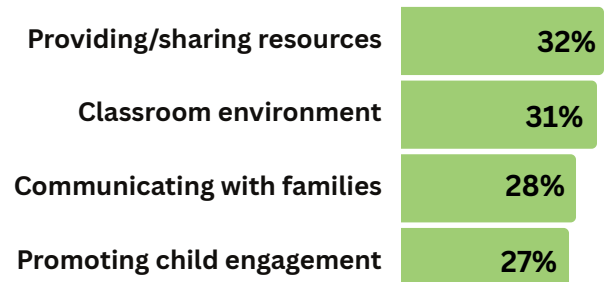 Providing/sharing resources 32%
Classroom environment 31%
Communicating with families 28%
Promoting child engagement 27%